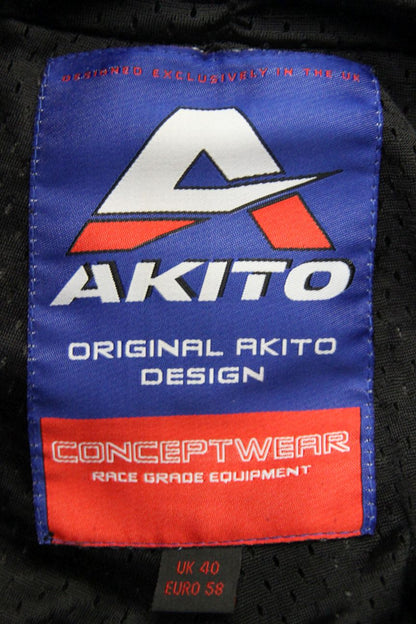 DESIGNED EXCLUSIVELY IN THE UK
AKITO
ORIGINAL AKITO
DESIGN
CONCEPTWEAR
RACE GRADE EQUIPMENT
UK 40
EURO 58